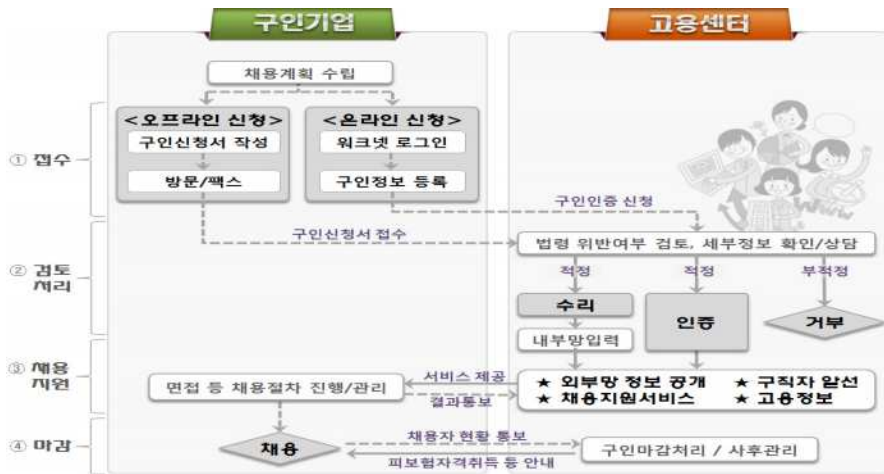 구인기업
고용센터
채용계획 수립
① 접수
<오프라인 신청>
구인신청서 작성
방문/팩스
<온라인 신청>
워크넷 로그인
구인정보 등록
구인인증 신청
구인신청서 접수
② 검토
처리
법령 위반여부 검토, 세부정보 확인/상담
적정
적정
부적정
수리
인증
거부
내부망입력
③ 채용
지원
면접 등 채용절차 진행/관리
서비스 제공
결과통보
★ 외부망 정보 공개 ★ 구직자 알선
★ 채용지원서비스 ★ 고용정보
④ 마감
채용
채용자 현황 통보
피보험자격취득 등 안내
구인마감처리 / 사후관리